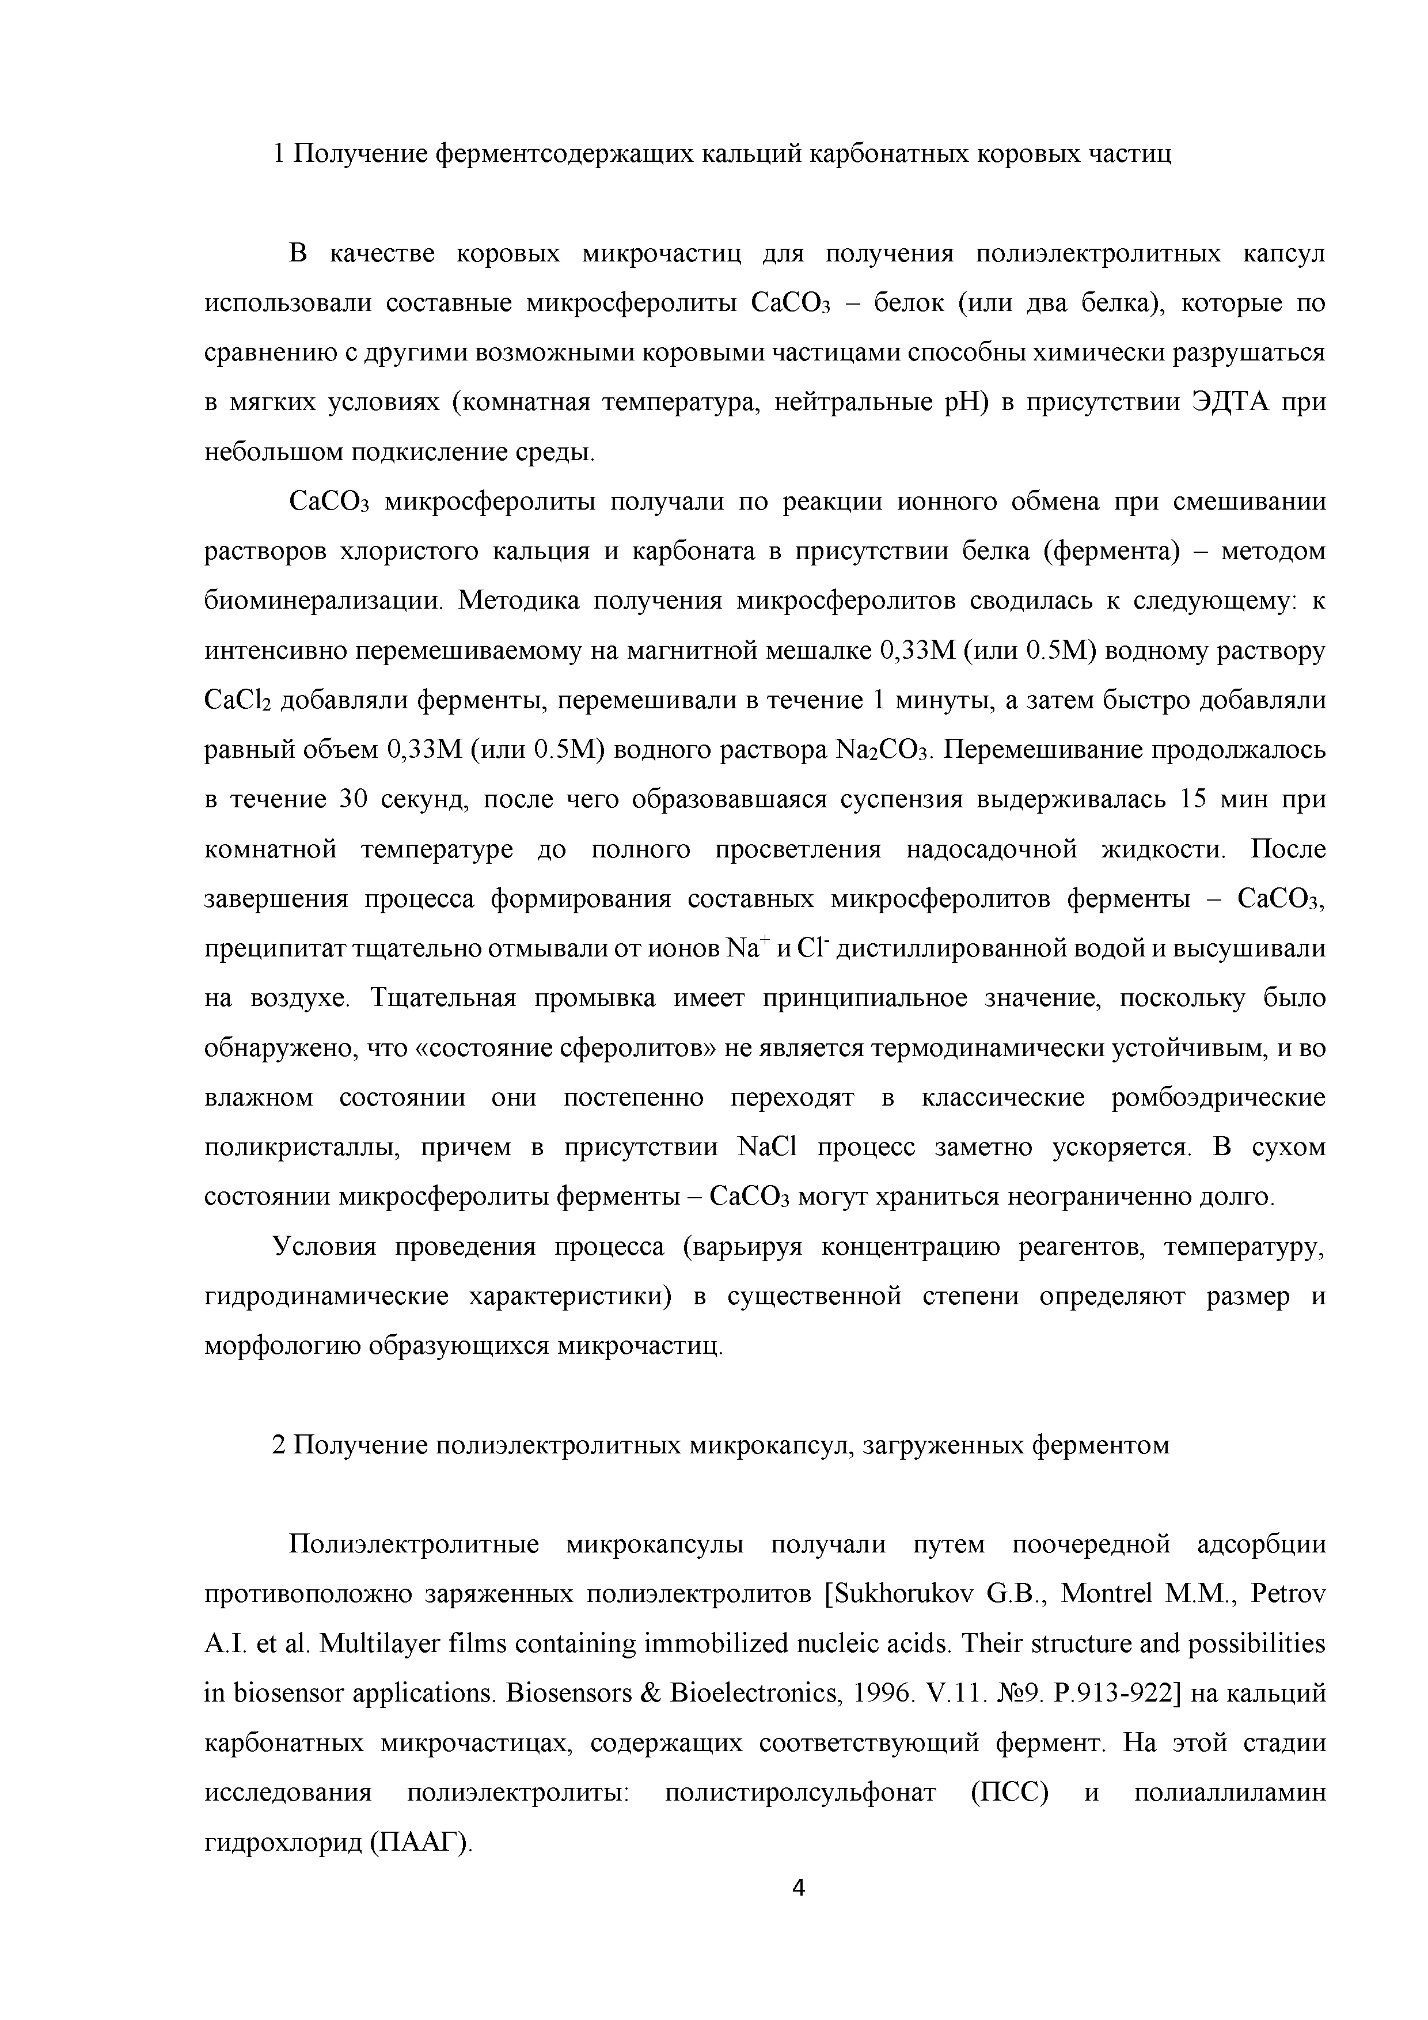 1 Получение ферментсодержащих кальций карбонатных коровых частиц
В качестве коровых микрочастиц для получения полиэлектролитных капсул
использовали составные микросферолиты CaCO₃ – белок (или два белка), которые по
сравнению с другими возможными коровыми частицами способны химически разрушаться
в мягких условиях (комнатная температура, нейтральные pH) в присутствии ЭДТА при
небольшом подкисление среды.
CaCO₃ микросферолиты получали по реакции ионного обмена при смешивании
растворов хлористого кальция и карбоната в присутствии белка (фермента) – методом
биоминерализации. Методика получения микросферолитов сводилась к следующему: к
интенсивно перемешиваемому на магнитной мешалке 0,33М (или 0.5М) водному раствору
CaCl₂ добавляли ферменты, перемешивали в течение 1 минуты, а затем быстро добавляли
равный объем 0,33М (или 0.5М) водного раствора Na₂CO₃. Перемешивание продолжалось
в течение 30 секунд, после чего образовавшаяся суспензия выдерживалась 15 мин при
комнатной температуре до полного просветления надосадочной жидкости. После
завершения процесса формирования составных микросферолитов ферменты – CaCO₃,
преципитат тщательно отмывали от ионов Na⁺ и Cl⁻ дистиллированной водой и высушивали
на воздухе. Тщательная промывка имеет принципиальное значение, поскольку было
обнаружено, что «состояние сферолитов» не является термодинамически устойчивым, и во
влажном состоянии они постепенно переходят в классические ромбоэдрические
поликристаллы, причем в присутствии NaCl процесс заметно ускоряется. В сухом
состоянии микросферолиты ферменты – CaCO₃ могут храниться неограниченно долго.
Условия проведения процесса (варьируя концентрацию реагентов, температуру,
гидродинамические характеристики) в существенной степени определяют размер и
морфологию образующихся микрочастиц.
2 Получение полиэлектролитных микрокапсул, загруженных ферментом
Полиэлектролитные микрокапсулы получали путем поочередной адсорбции
противоположно заряженных полиэлектролитов [Sukhorukov G.B., Montrel M.M., Petrov
A.I. et al. Multilayer films containing immobilized nucleic acids. Their structure and possibilities
in biosensor applications. Biosensors & Bioelectronics, 1996. V.11. №9. P.913-922] на кальций
карбонатных микрочастицах, содержащих соответствующий фермент. На этой стадии
исследования полиэлектролиты: полистиролсульфонат (ПСС) и полиаллиламин
гидрохлорид (ПААГ).
4